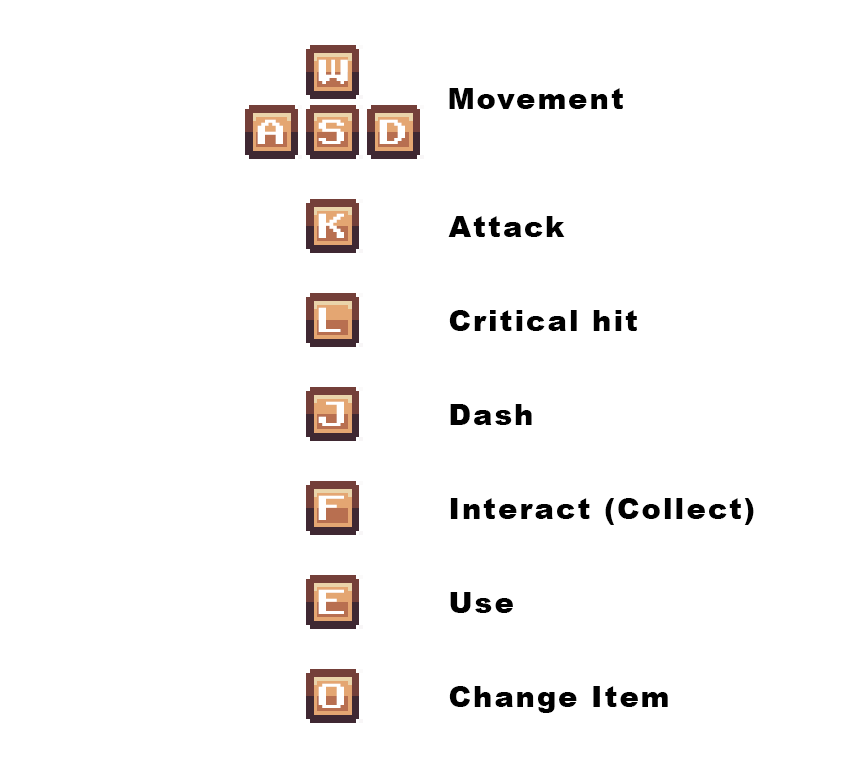 W
Movement
A S D
K Attack
L Critical hit
J Dash
F Interact (Collect)
E Use
O Change Item